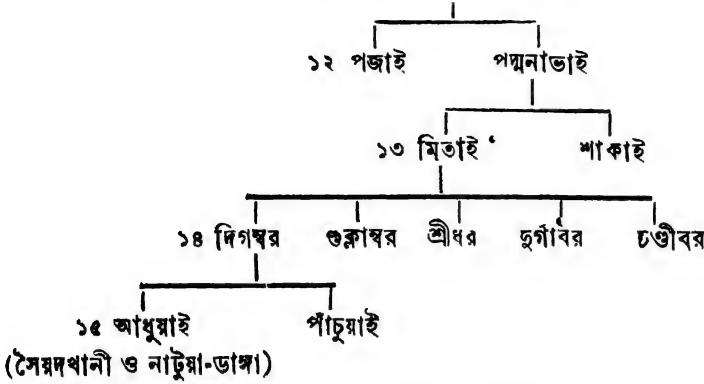 ১২ পজাই পদ্মনাভাই
১৩ মিতাই ‘ শাকাই
১৪ দিগম্বর শুক্লাম্বর শ্রীধর দুর্গাবর চণ্ডীবর
১৫ আধুয়াই পাঁচুয়াই
(সৈয়দখানী ও নাটুয়া-ডাঙ্গা)